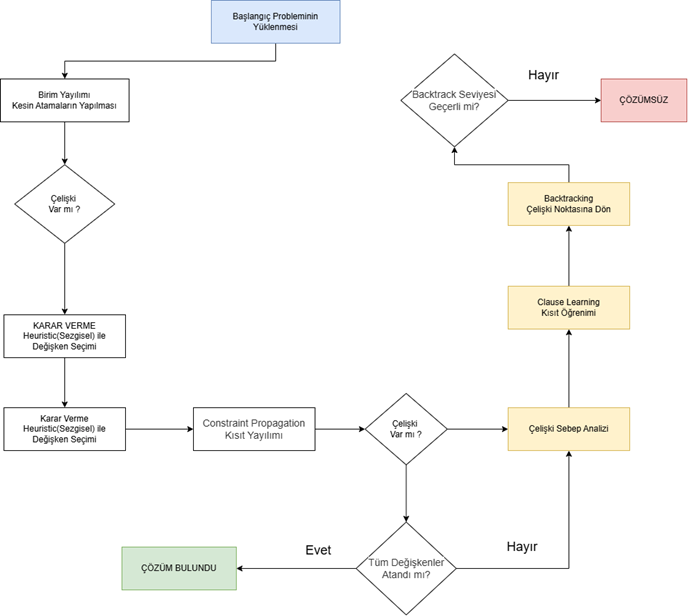 Başlangıç Probleminin
Yüklenmesi
Birim Yayılımı
Kesin Atamaların Yapılması
Çelişki
Var mı ?
KARAR VERME
Heuristic(Sezgisel) ile
Değişken Seçimi
Karar Verme
Heuristic(Sezgisel) ile
Değişken Seçimi
Constraint Propagation
Kısıt Yayılımı
Çelişki
Var mı ?
Tüm Değişkenler
Atandı mı?
Evet
ÇÖZÜM BULUNDU
Hayır
Çelişki Sebep Analizi
Clause Learning
Kısıt Öğrenimi
Backtracking
Çelişki Noktasına Dön
Backtrack Seviyesi
Geçerli mi?
Hayır
ÇÖZÜMSÜZ